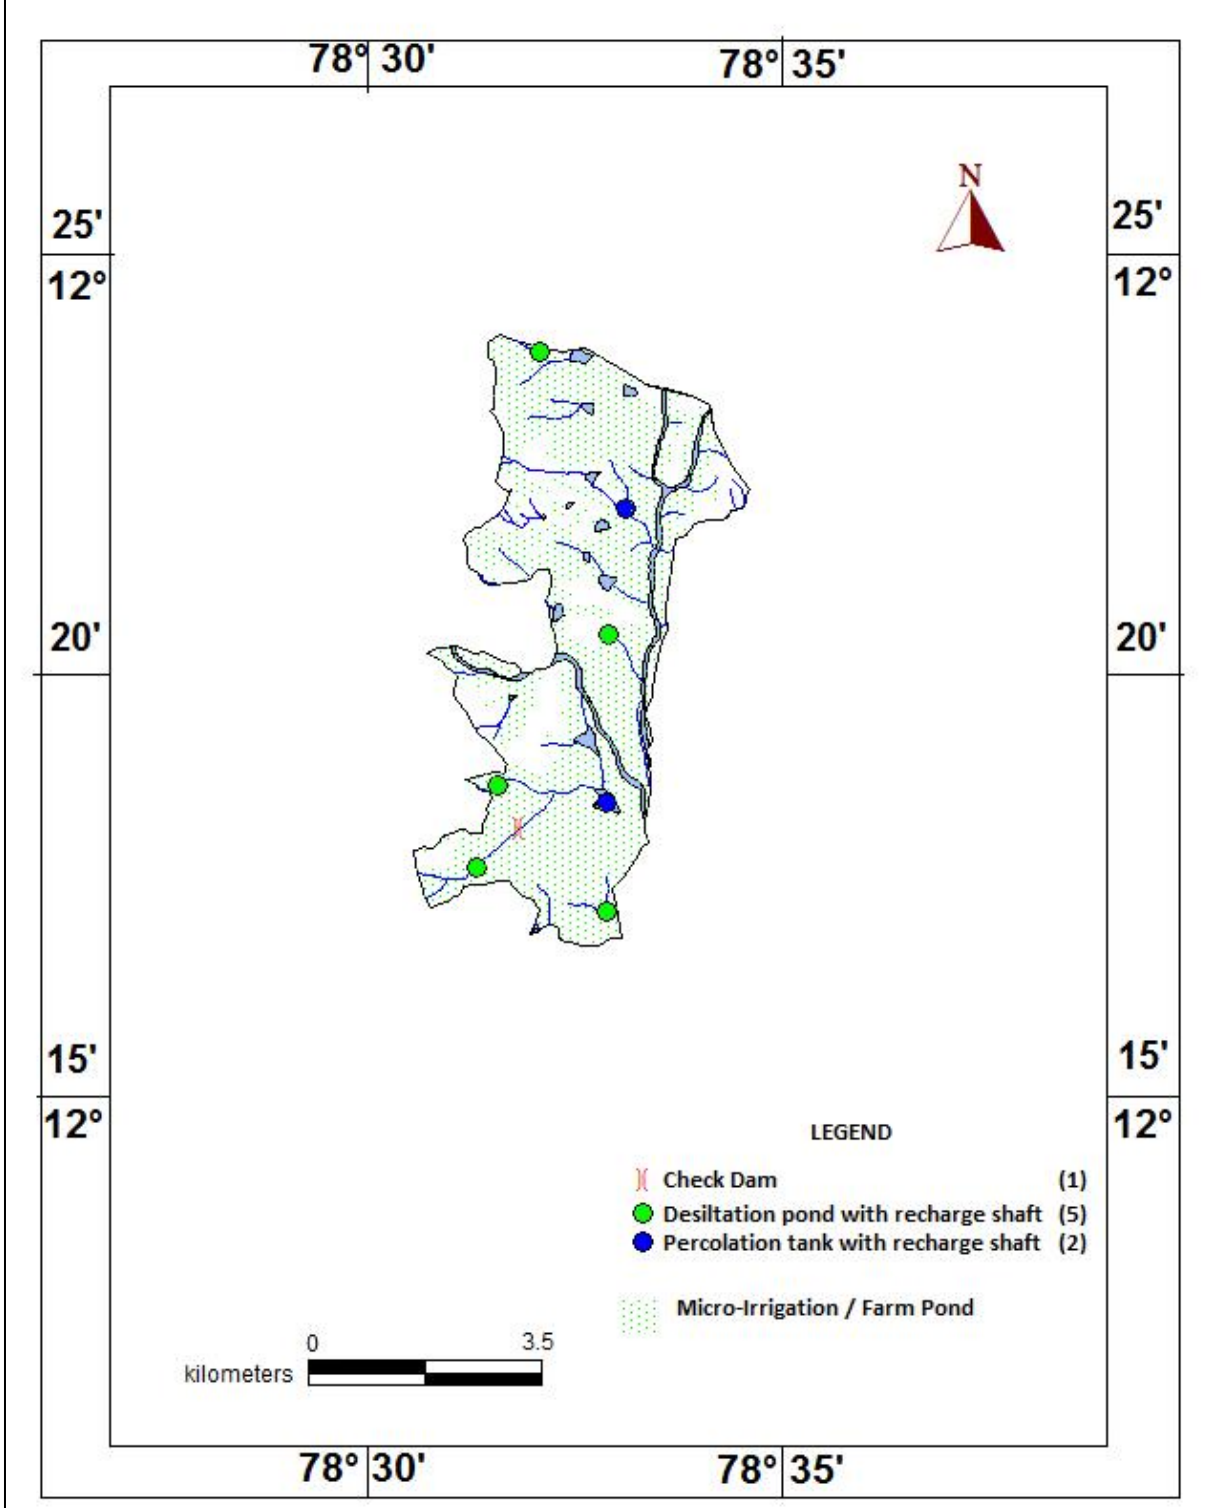 78° 30'
78° 35'
N
25'
12°
25'
12°
20'
20'
15'
12°
15'
12°
LEGEND
Check Dam (1)
Desiltation pond with recharge shaft (5)
Percolation tank with recharge shaft (2)
Micro-Irrigation / Farm Pond
0 3.5
kilometers
78° 30'
78° 35'